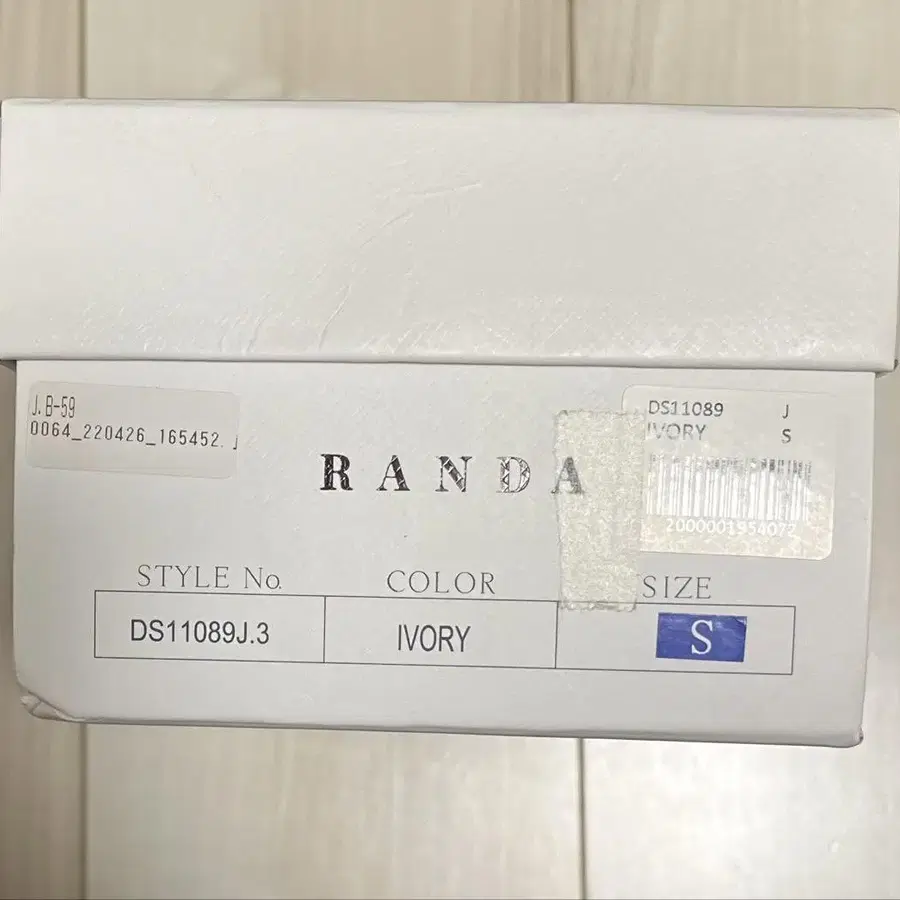 J.B-59
0064_220426_165452.J
RANDA
DS11089 J
IVORY S
2000001954072
STYLE No. COLOR SIZE
DS11089J.3 IVORY S